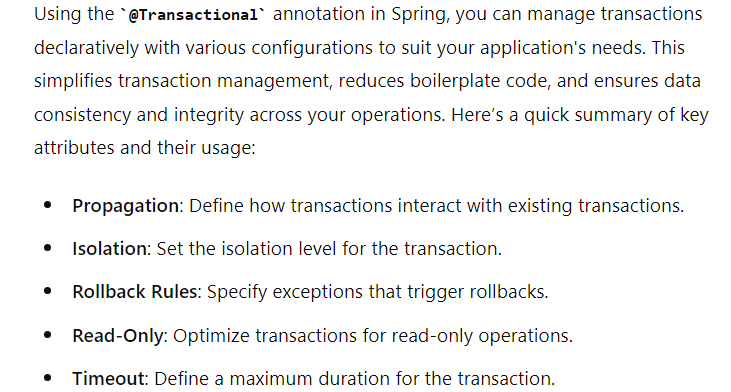 Using the `@Transactional` annotation in Spring, you can manage transactions
declaratively with various configurations to suit your application's needs. This
simplifies transaction management, reduces boilerplate code, and ensures data
consistency and integrity across your operations. Here’s a quick summary of key
attributes and their usage:
• Propagation: Define how transactions interact with existing transactions.
• Isolation: Set the isolation level for the transaction.
• Rollback Rules: Specify exceptions that trigger rollbacks.
• Read-Only: Optimize transactions for read-only operations.
• Timeout: Define a maximum duration for the transaction.